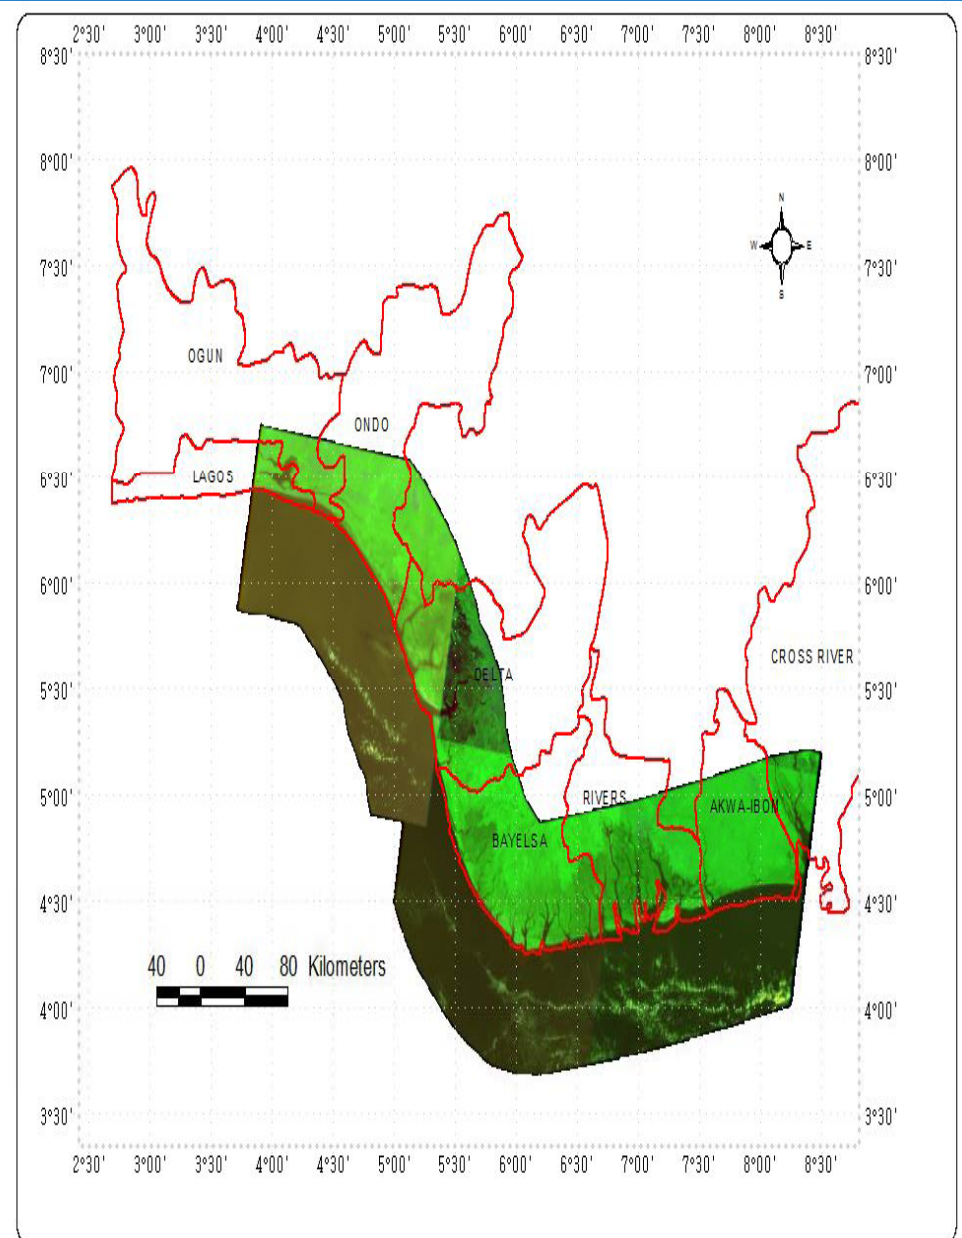 2°30' 3°00' 3°30' 4°00' 4°30' 5°00' 5°30' 6°00' 6°30' 7°00' 7°30' 8°00' 8°30'
8°30' 8°30'
8°00' 8°00'
N
W E
S
7°30' 7°30'
OGUN
7°00' 7°00'
ONDO
6°30' LAGOS 6°30'
6°00' 6°00'
CROSS RIVER
DELTA
5°30' 5°30'
5°00' RIVERS AKWA-IBOM 5°00'
BAYELSA
4°30' 4°30'
40 0 40 80 Kilometers
4°00' 4°00'
3°30' 3°30'
2°30' 3°00' 3°30' 4°00' 4°30' 5°00' 5°30' 6°00' 6°30' 7°00' 7°30' 8°00' 8°30'